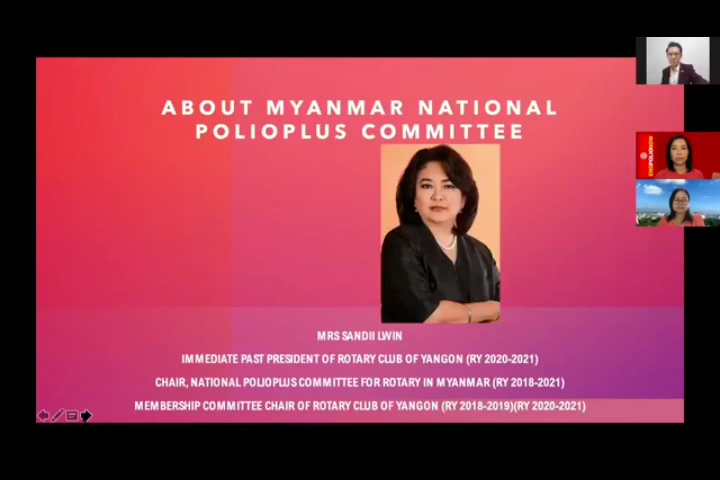 ABOUT MYANMAR NATIONAL
POLIOPLUS COMMITTEE
MRS SANDII LWIN
IMMEDIATE PAST PRESIDENT OF ROTARY CLUB OF YANGON (RY 2020-2021)
CHAIR, NATIONAL POLIOPLUS COMMITTEE FOR ROTARY IN MYANMAR (RY 2018-2021)
MEMBERSHIP COMMITTEE CHAIR OF ROTARY CLUB OF YANGON (RY 2018-2019)(RY 2020-2021)
ENDPOLIONOW